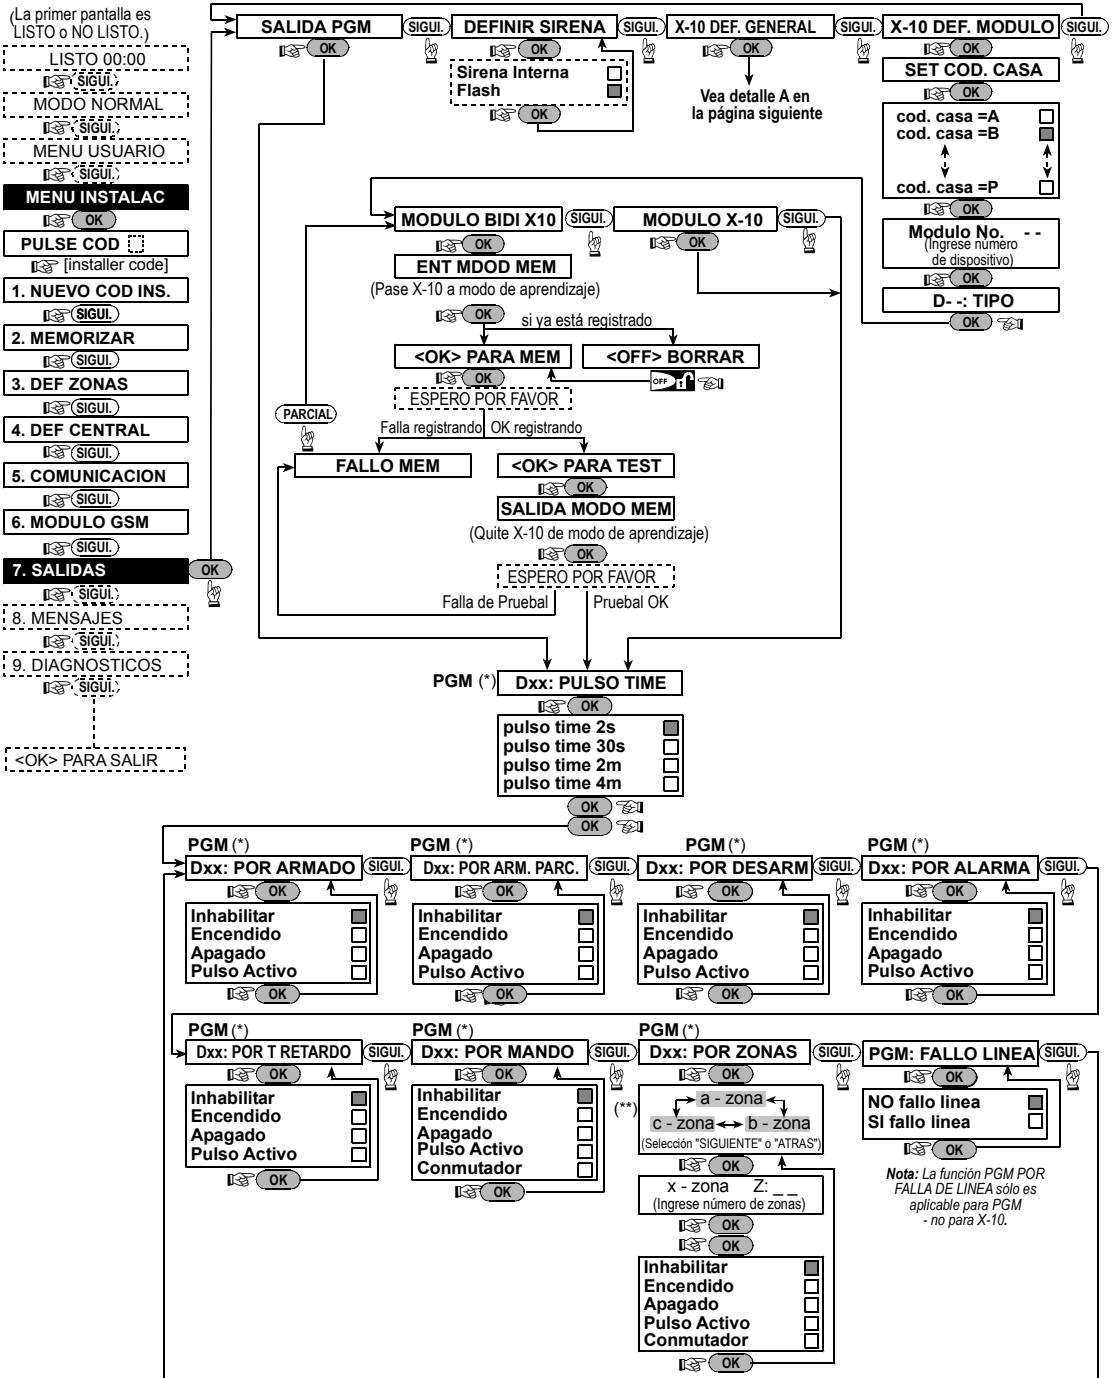 (La primer pantalla es
LISTO o NO LISTO.)
LISTO 00:00
SIGUI.
MODO NORMAL
SIGUI.
MENU USUARIO
SIGUI.
MENU INSTALAC
OK
PULSE COD
[installer code]
1. NUEVO COD INS.
SIGUI.
2. MEMORIZAR
SIGUI.
3. DEF ZONAS
SIGUI.
4. DEF CENTRAL
SIGUI.
5. COMUNICACION
SIGUI.
6. MODULO GSM
SIGUI.
7. SALIDAS
OK
SIGUI.
8. MENSAJES
SIGUI.
9. DIAGNOSTICOS
SIGUI.
<OK> PARA SALIR
SALIDA PGM
SIGUI.
OK
DEFINIR SIRENA
SIGUI.
OK
Sirena Interna
Flash
OK
X-10 DEF. GENERAL
SIGUI.
OK
Vea detalle A en
la página siguiente
X-10 DEF. MODULO
SIGUI.
OK
SET COD. CASA
OK
cod. casa =A
cod. casa =B
cod. casa =P
OK
Modulo No. - -
(Ingrese número
de dispositivo)
OK
D- -: TIPO
OK
MODULO BIDI X10
SIGUI.
MODULO X-10
SIGUI.
OK
OK
ENT MDOD MEM
(Pase X-10 a modo de aprendizaje)
OK
si ya está registrado
<OK> PARA MEM
<OFF> BORRAR
OK
OFF
ESPERO POR FAVOR
PARCIAL
Falla registrando
OK registrando
FALLO MEM
<OK> PARA TEST
OK
SALIDA MODO MEM
(Quite X-10 de modo de aprendizaje)
OK
ESPERO POR FAVOR
Falla de Pruebal
Pruebal OK
PGM (*)
Dxx: PULSO TIME
OK
pulso time 2s
pulso time 30s
pulso time 2m
pulso time 4m
OK
OK
PGM (*)
Dxx: POR ARMADO
SIGUI.
OK
Inhabilitar
Encendido
Apagado
Pulso Activo
OK
PGM (*)
Dxx: POR ARM. PARC.
SIGUI.
OK
Inhabilitar
Encendido
Apagado
Pulso Activo
OK
PGM (*)
Dxx: POR DESARM
SIGUI.
OK
Inhabilitar
Encendido
Apagado
Pulso Activo
OK
PGM (*)
Dxx: POR ALARMA
SIGUI.
OK
Inhabilitar
Encendido
Apagado
Pulso Activo
OK
PGM (*)
Dxx: POR T RETARDO
SIGUI.
OK
Inhabilitar
Encendido
Apagado
Pulso Activo
OK
PGM (*)
Dxx: POR MANDO
SIGUI.
OK
Inhabilitar
Encendido
Apagado
Pulso Activo
Conmutador
OK
PGM (*)
Dxx: POR ZONAS
SIGUI.
OK
(**)
a - zona
c - zona
b - zona
(Selección "SIGUIENTE" o "ATRAS")
OK
x - zona Z: _ _
(Ingrese número de zonas)
OK
OK
Inhabilitar
Encendido
Apagado
Pulso Activo
Conmutador
OK
PGM: FALLO LINEA
SIGUI.
OK
NO fallo linea
SI fallo linea
OK
Nota: La función PGM POR
FALLA DE LINEA sólo es
aplicable para PGM
- no para X-10.